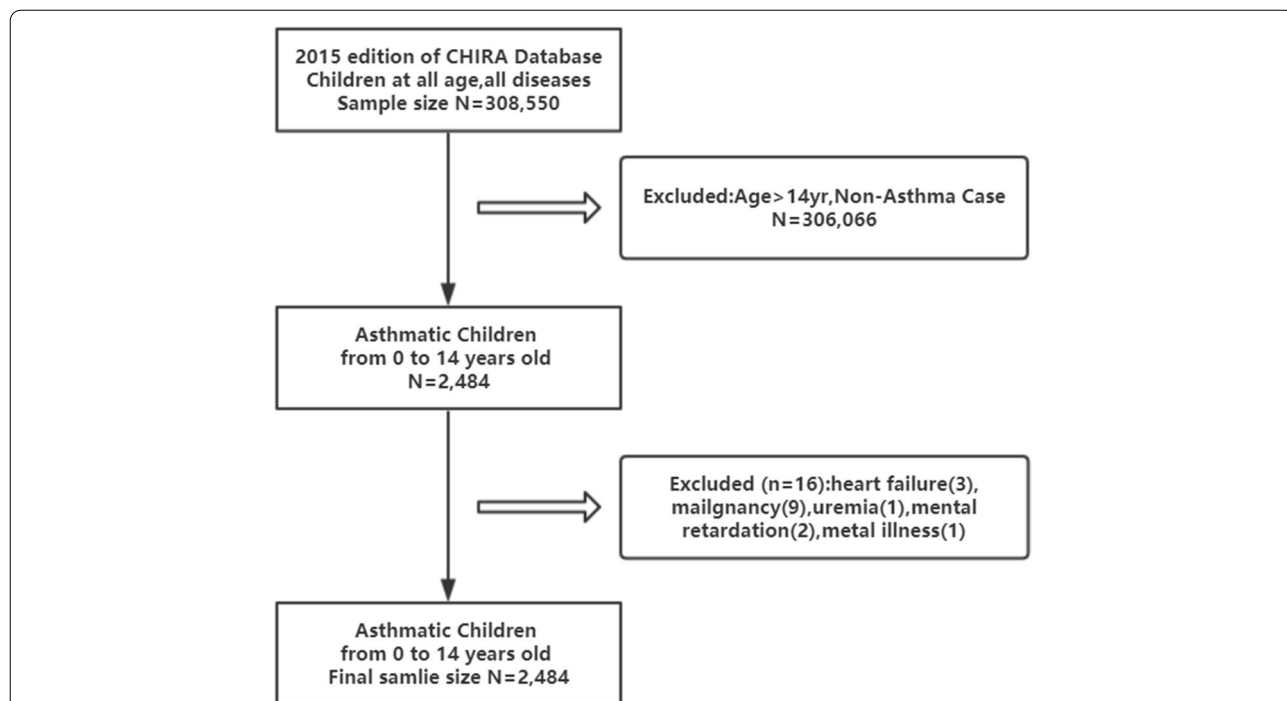 2015 edition of CHIRA Database
Children at all age,all diseases
Sample size N=308,550
Excluded:Age>14yr,Non-Asthma Case
N=306,066
Asthmatic Children
from 0 to 14 years old
N=2,484
Excluded (n=16):heart failure(3),
mailgnancy(9),uremia(1),mental
retardation(2),metal illness(1)
Asthmatic Children
from 0 to 14 years old
Final samlie size N=2,484